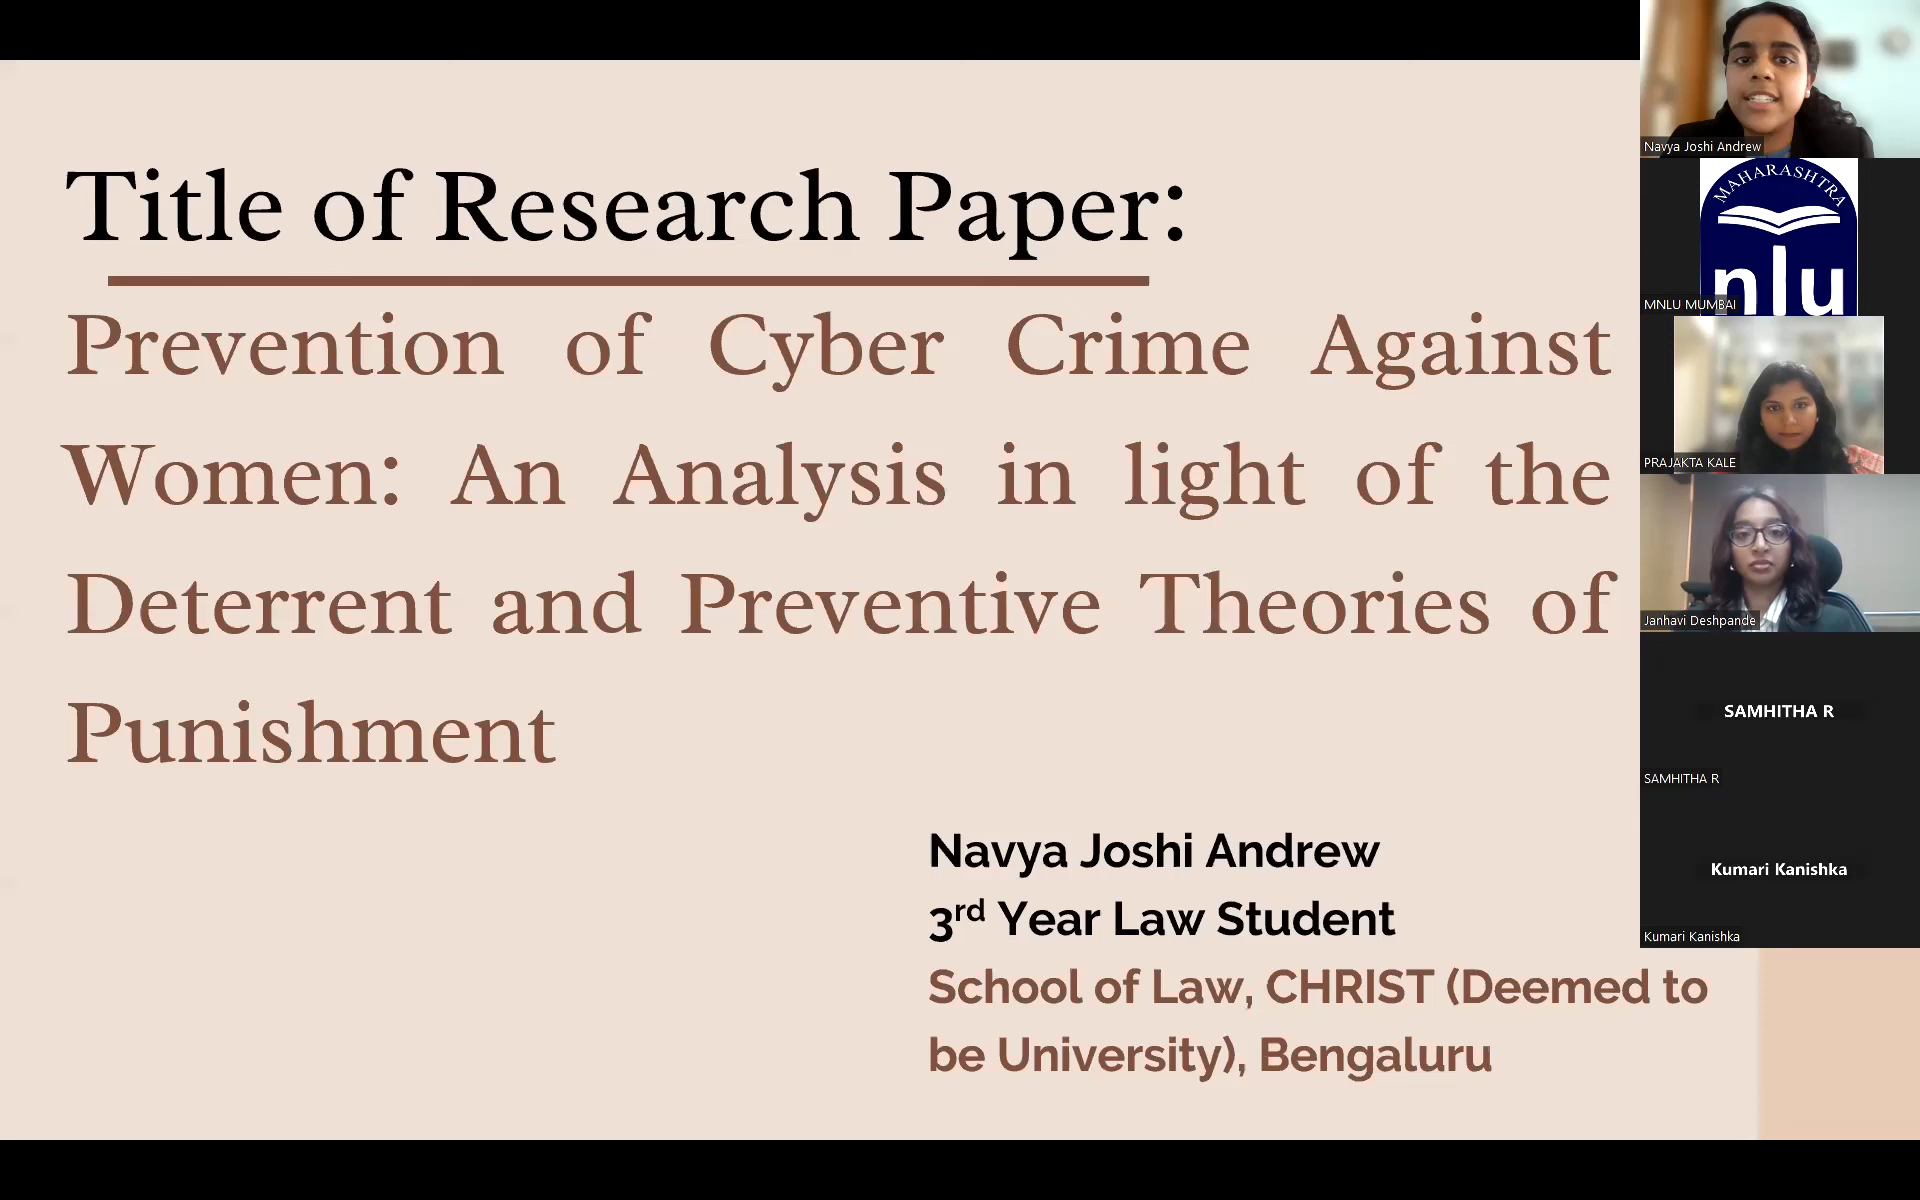 Title of Research Paper:
Prevention of Cyber Crime Against
Women: An Analysis in light of the
Deterrent and Preventive Theories of
Punishment
Navya Joshi Andrew
3rd Year Law Student
School of Law, CHRIST (Deemed to
be University), Bengaluru
Navya Joshi Andrew
MAHARASHTRA
nlu
MNLU MUMBAI
PRAJAKTA KALE
Janhavi Deshpande
SAMHITHA R
SAMHITHA R
Kumari Kanishka
Kumari Kanishka